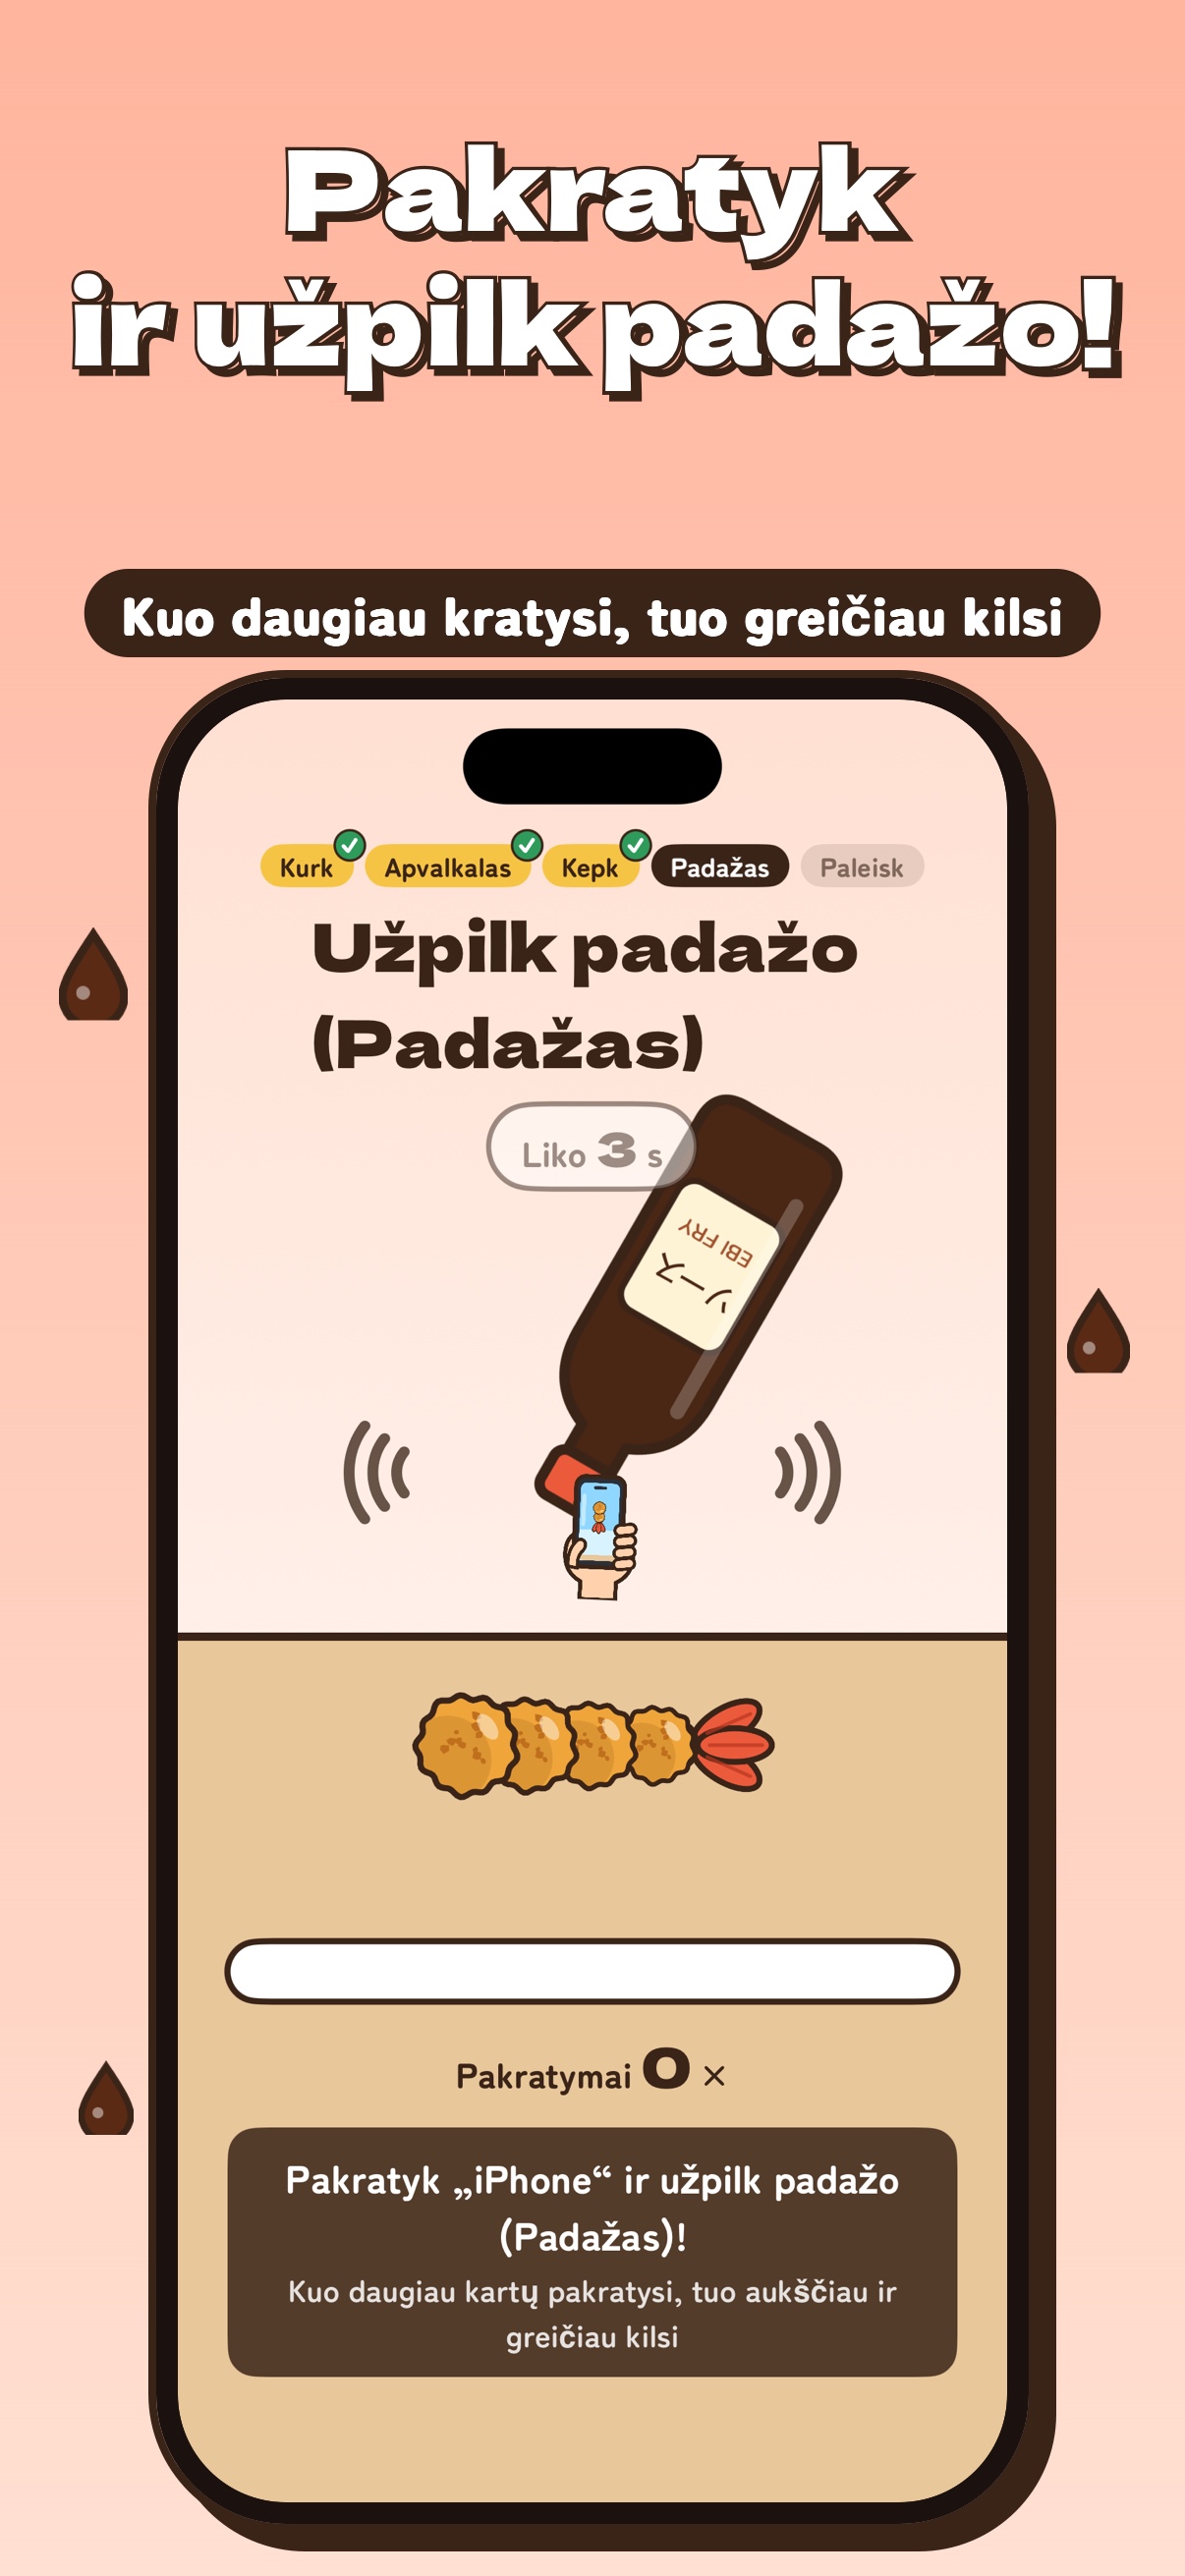 Pakratyk
ir užpilk padažo!
Kuo daugiau kratysi, tuo greičiau kilsi
Kurk Apvalkalas Kepk Padažas Paleisk
Užpilk padažo
(Padažas)
Liko 3 s
EBI FRY
ソース
Pakratymai 0 ×
Pakratyk „iPhone“ ir užpilk padažo
(Padažas)!
Kuo daugiau kartų pakratysi, tuo aukščiau ir
greičiau kilsi